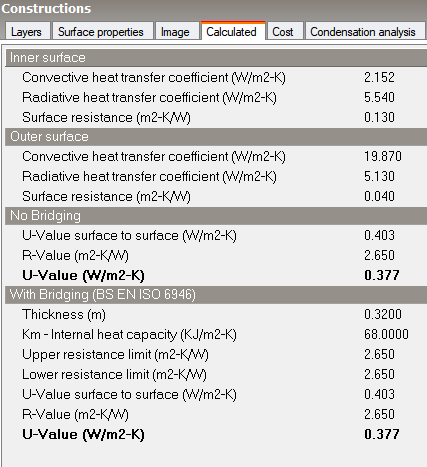 Constructions
Layers Surface properties Image Calculated Cost Condensation analysis
Inner surface
Convective heat transfer coefficient (W/m2-K) 2.152
Radiative heat transfer coefficient (W/m2-K) 5.540
Surface resistance (m2-K/W) 0.130
Outer surface
Convective heat transfer coefficient (W/m2-K) 19.870
Radiative heat transfer coefficient (W/m2-K) 5.130
Surface resistance (m2-K/W) 0.040
No Bridging
U-Value surface to surface (W/m2-K) 0.403
R-Value (m2-K/W) 2.650
U-Value (W/m2-K) 0.377
With Bridging (BS EN ISO 6946)
Thickness (m) 0.3200
Km - Internal heat capacity (KJ/m2-K) 68.0000
Upper resistance limit (m2-K/W) 2.650
Lower resistance limit (m2-K/W) 2.650
U-Value surface to surface (W/m2-K) 0.403
R-Value (m2-K/W) 2.650
U-Value (W/m2-K) 0.377